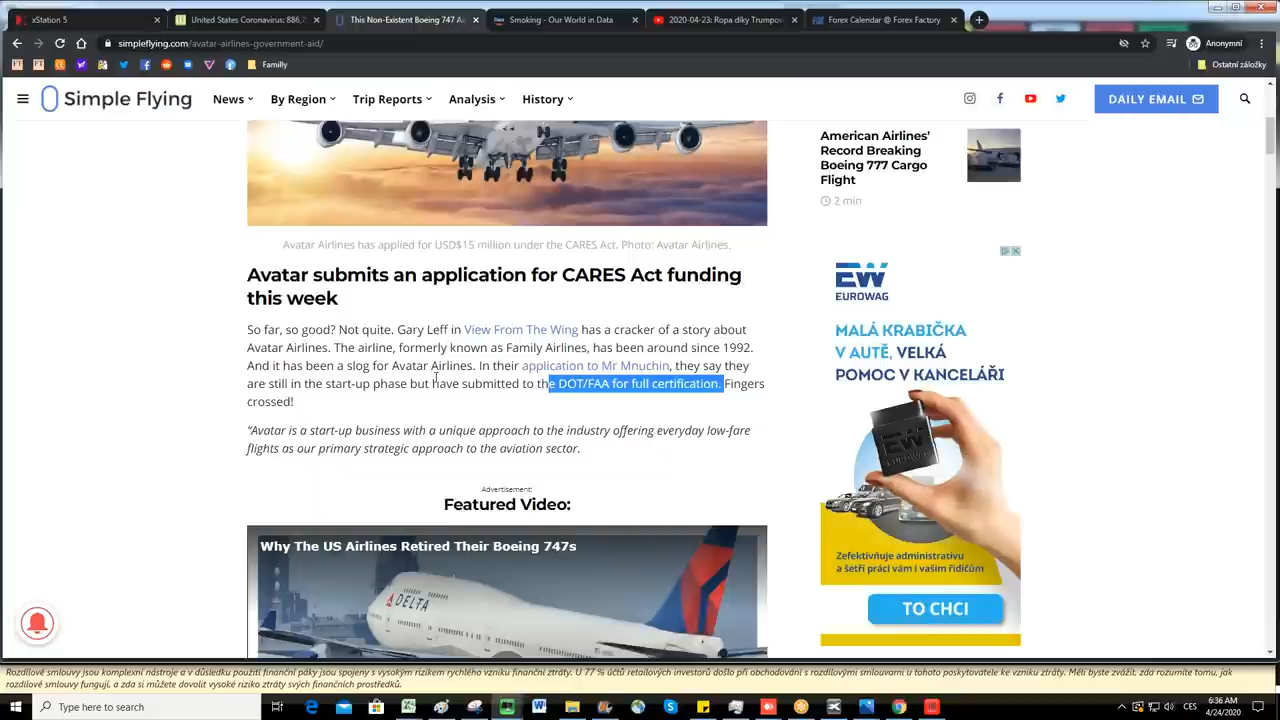 xStation 5
United States Coronavirus: 886,7
This Non-Existent Boeing 747 Ai
Smoking - Our World in Data
2020-04-23: Ropa díky Trumpov
Forex Calendar @ Forex Factory
simpleflying.com/avatar-airlines-government-aid/
Anonymní
Familly
Ostatní záložky
Simple Flying
News
By Region
Trip Reports
Analysis
History
DAILY EMAIL
American Airlines'
Record Breaking
Boeing 777 Cargo
Flight
2 min
Avatar Airlines has applied for USD$15 million under the CARES Act. Photo: Avatar Airlines.
Avatar submits an application for CARES Act funding
this week
So far, so good? Not quite. Gary Leff in View From The Wing has a cracker of a story about
Avatar Airlines. The airline, formerly known as Family Airlines, has been around since 1992.
And it has been a slog for Avatar Airlines. In their application to Mr Mnuchin, they say they
are still in the start-up phase but have submitted to the DOT/FAA for full certification. Fingers
crossed!
“Avatar is a start-up business with a unique approach to the industry offering everyday low-fare
flights as our primary strategic approach to the aviation sector.
Advertisement:
Featured Video:
Why The US Airlines Retired Their Boeing 747s
DELTA
EW
EUROWAG
MALÁ KRABIČKA
V AUTĚ, VELKÁ
POMOC V KANCELÁŘI
EW
Zefektivňuje administrativu
a šetří práci vám i vašim řidičům
TO CHCI
Rozdílové smlouvy jsou komplexní nástroje a v důsledku použití finanční páky jsou spojeny s vysokým rizikem rychlého vzniku finanční ztráty. U 77 % účtů retailových investorů došlo při obchodování s rozdílovými smlouvami u tohoto poskytovatele ke vzniku ztráty. Měli byste zvážit, zda rozumíte tomu, jak
rozdílové smlouvy fungují, a zda si můžete dovolit vysoké riziko ztráty svých finančních prostředků.
Type here to search
CES
6:36 AM
4/24/2020